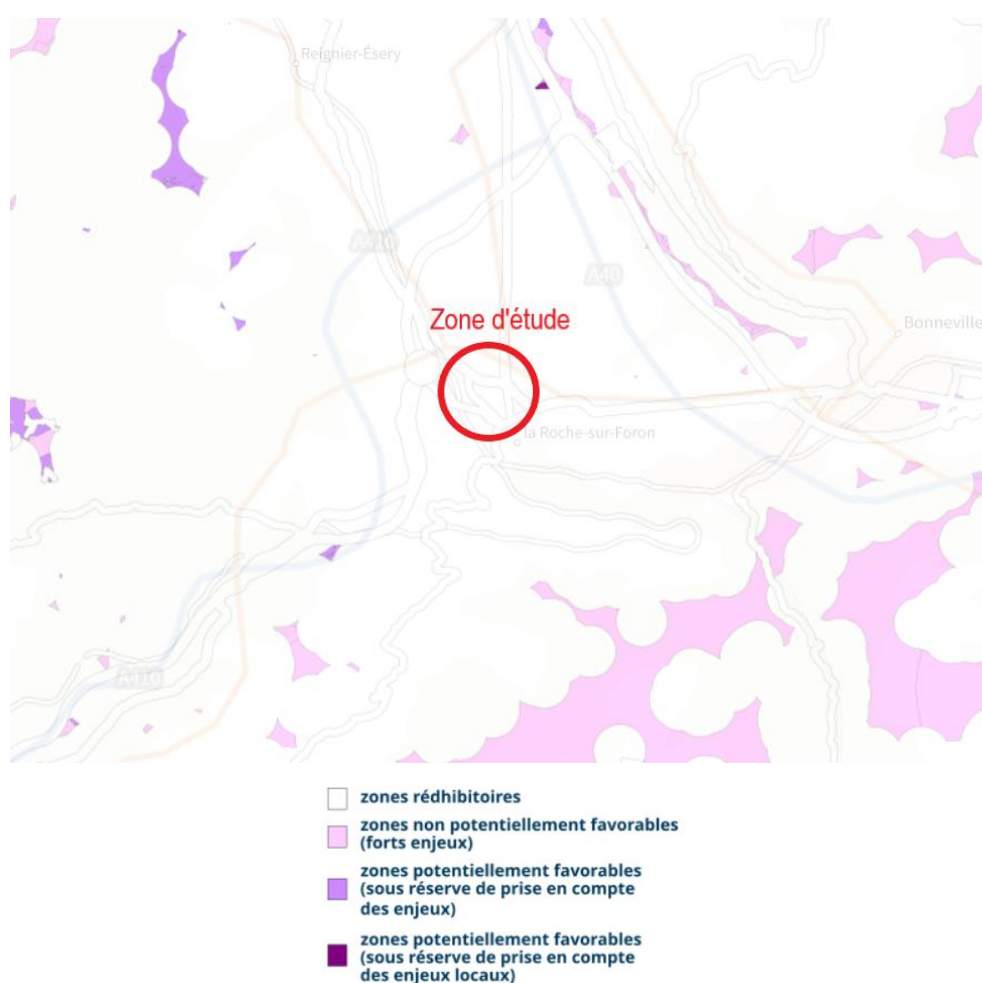 Reignier-Ésery
A410
A40
Zone d'étude
Bonneville
la Roche-sur-Foron
A410
zones rédhibitoires
zones non potentiellement favorables
(forts enjeux)
zones potentiellement favorables
(sous réserve de prise en compte
des enjeux)
zones potentiellement favorables
(sous réserve de prise en compte
des enjeux locaux)